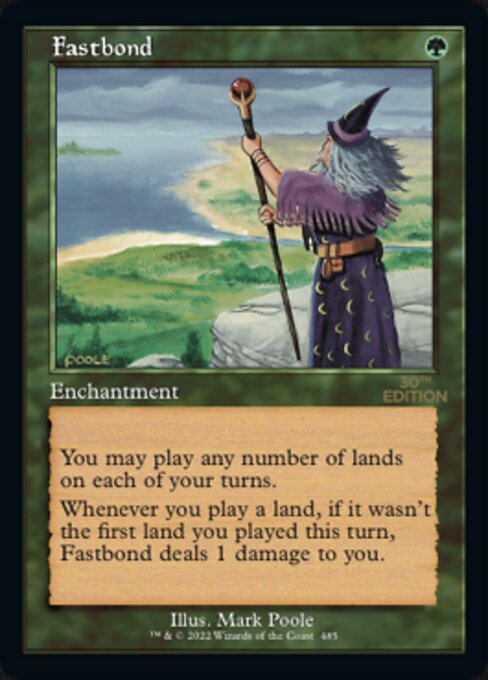 Fastbond
POOLE
Enchantment
30TH
EDITION
You may play any number of lands
on each of your turns.
Whenever you play a land, if it wasn't
the first land you played this turn,
Fastbond deals 1 damage to you.
Illus. Mark Poole
™ & © 2022 Wizards of the Coast 485